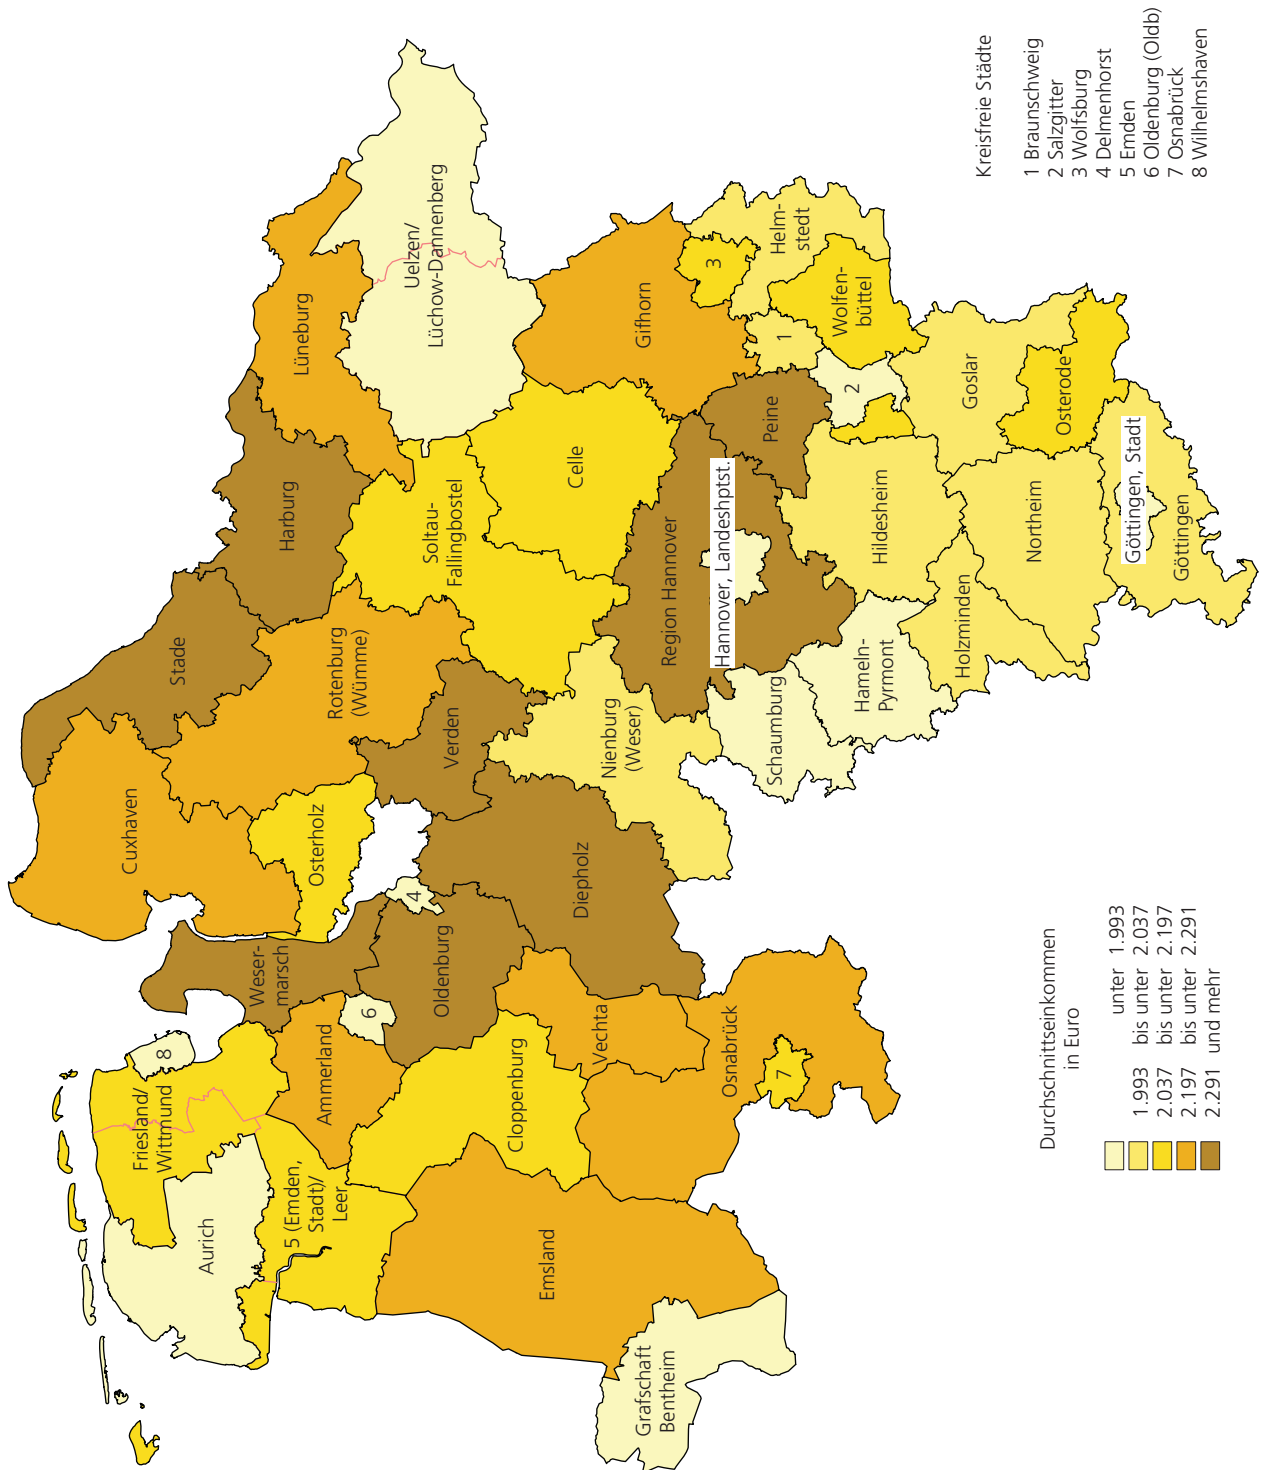 Aurich
Friesland/
Wittmund
8
5 (Emden,
Stadt)/
Leer
Ammerland
Weser-
marsch
6
Oldenburg
4
Cloppenburg
Vechta
Emsland
Grafschaft
Bentheim
Osnabrück
7
Diepholz
Cuxhaven
Osterholz
Stade
Rotenburg
(Wümme)
Verden
Harburg
Lüneburg
Uelzen/
Lüchow-Dannenberg
Soltau-
Fallingbostel
Celle
Gifhorn
Nienburg
(Weser)
Region Hannover
Hannover, Landeshptst.
Schaumburg
Hameln-
Pyrmont
Hildesheim
Holzminden
Peine
1
2
3
Helm-
stedt
Wolfen-
büttel
Goslar
Osterode
Northeim
Göttingen, Stadt
Göttingen
Durchschnittseinkommen
in Euro
unter 1.993
1.993 bis unter 2.037
2.037 bis unter 2.197
2.197 bis unter 2.291
2.291 und mehr
Kreisfreie Städte
1 Braunschweig
2 Salzgitter
3 Wolfsburg
4 Delmenhorst
5 Emden
6 Oldenburg (Oldb)
7 Osnabrück
8 Wilhelmshaven